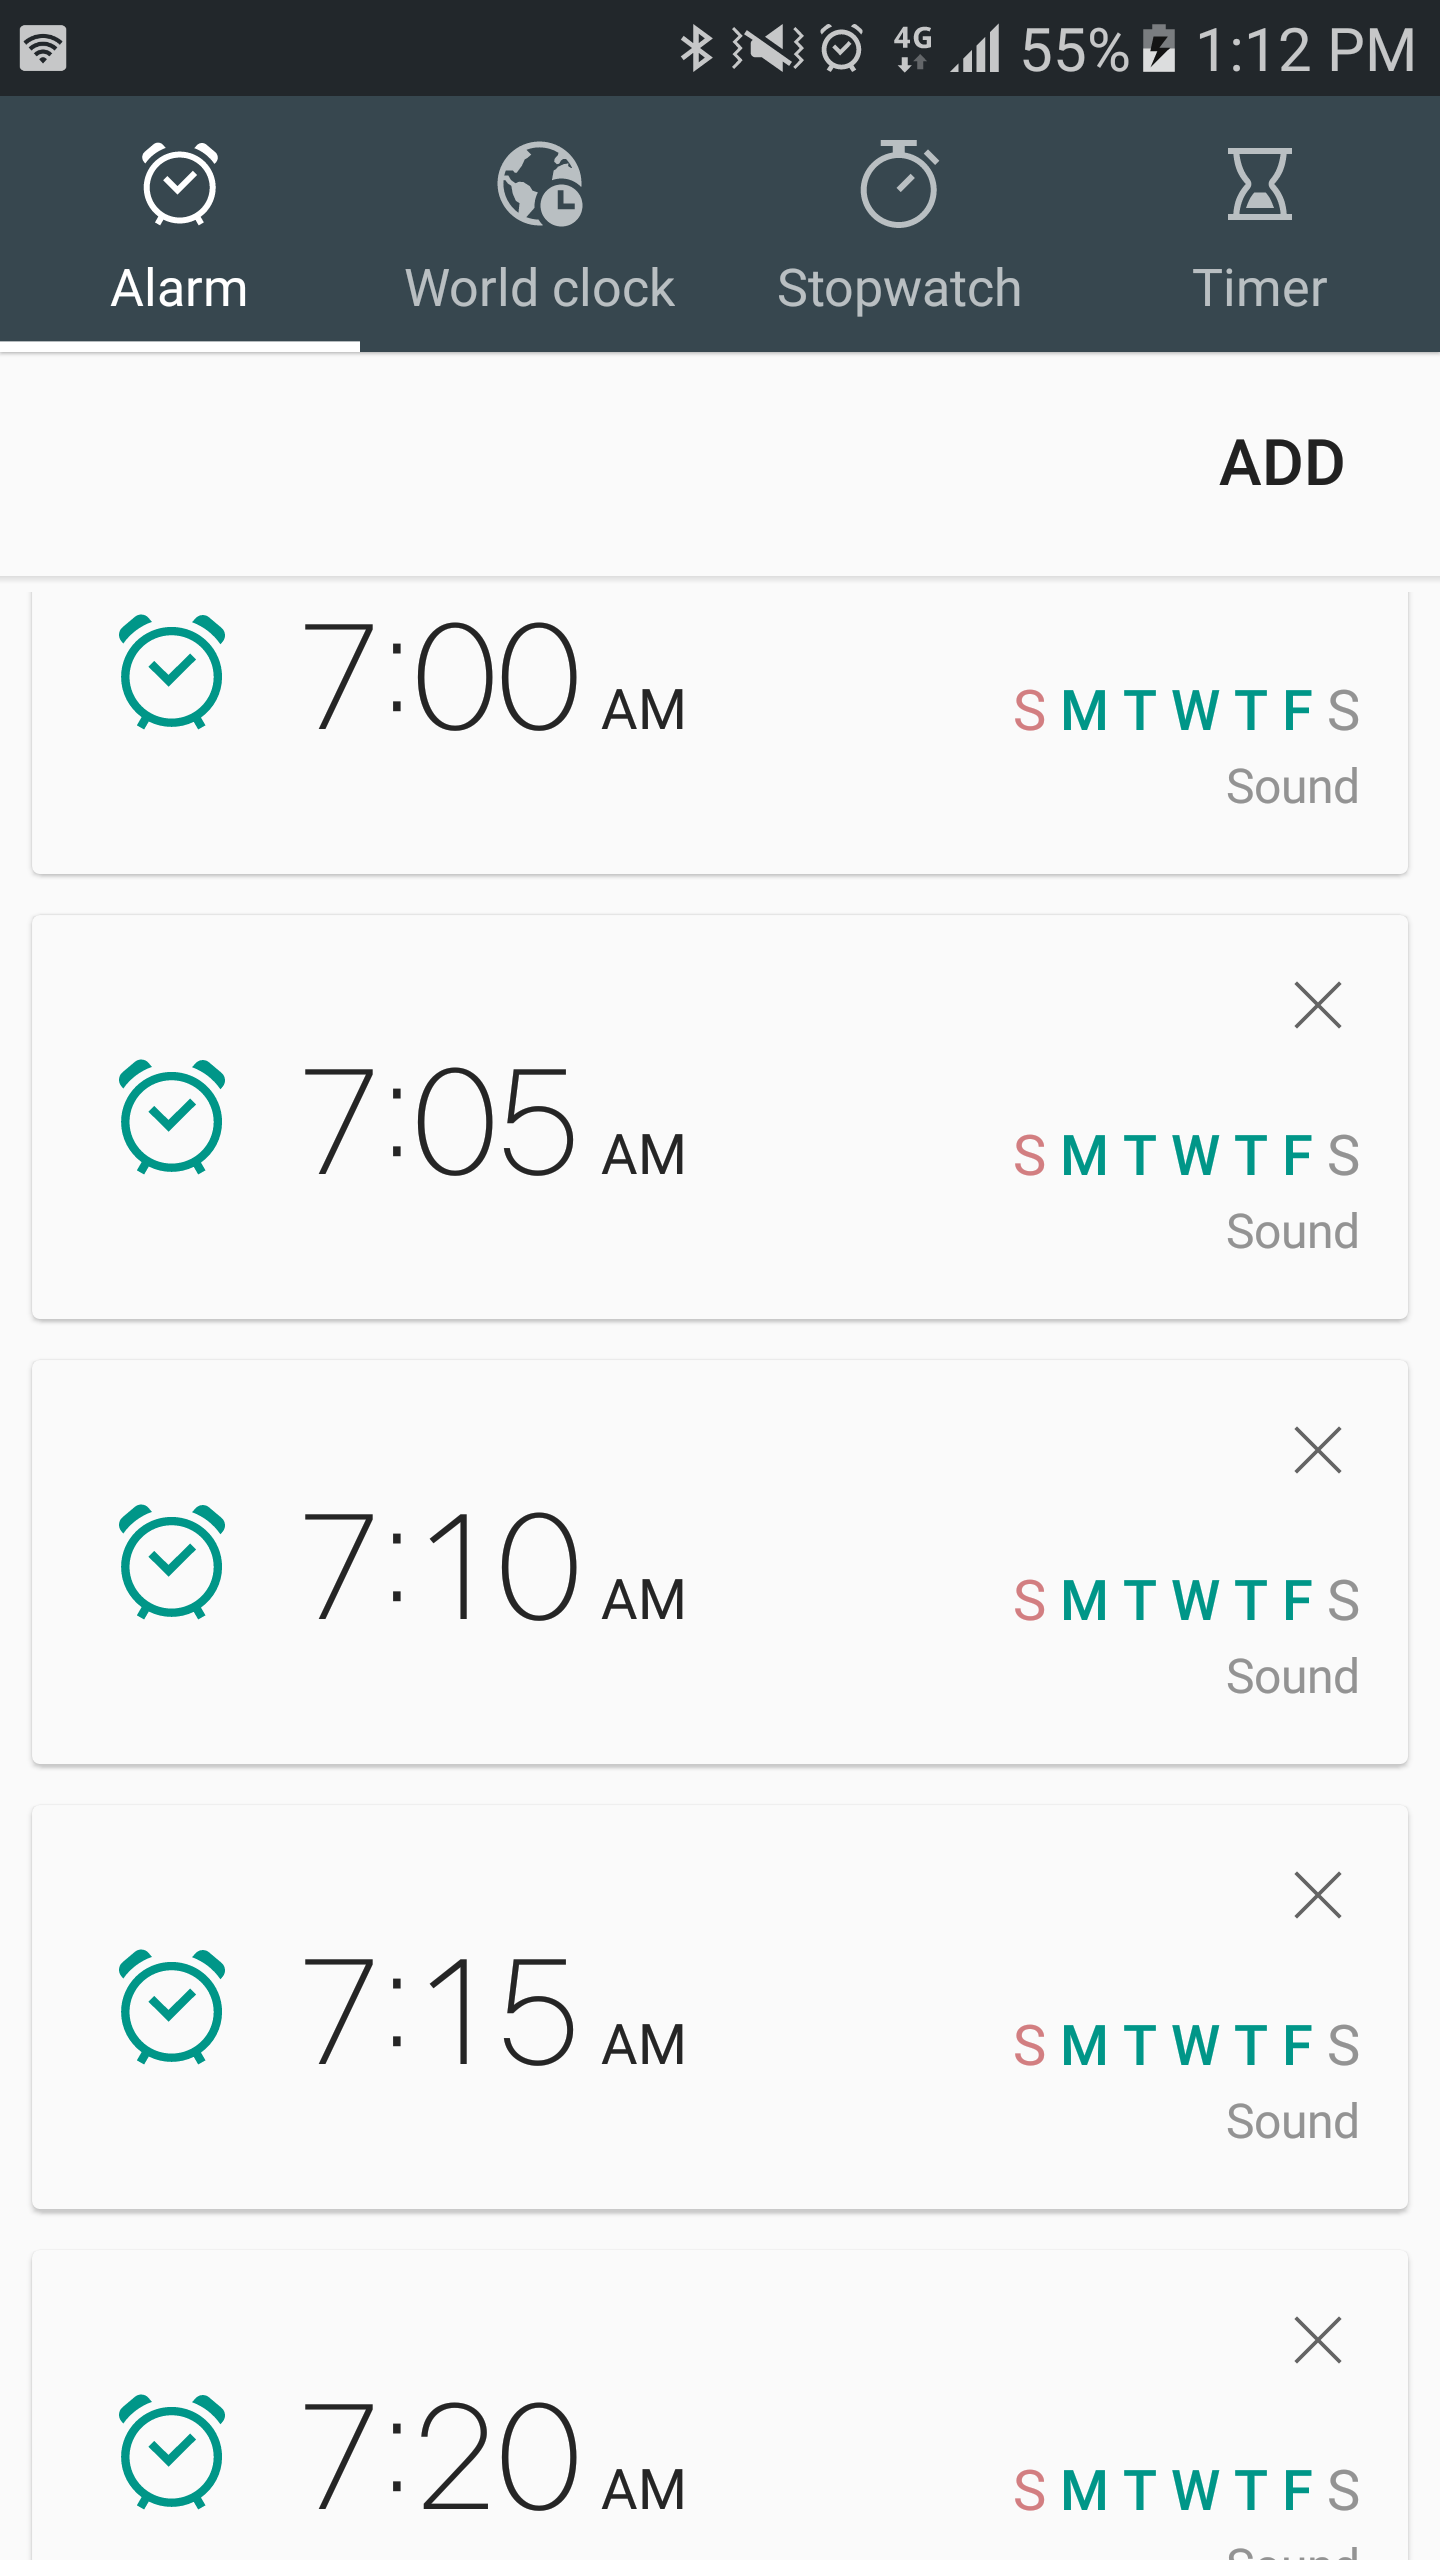 4G 55% 1:12 PM
Alarm World clock Stopwatch Timer
ADD
7:00 AM S M T W T F S
Sound
7:05 AM S M T W T F S
Sound
7:10 AM S M T W T F S
Sound
7:15 AM S M T W T F S
Sound
7:20 AM S M T W T F S